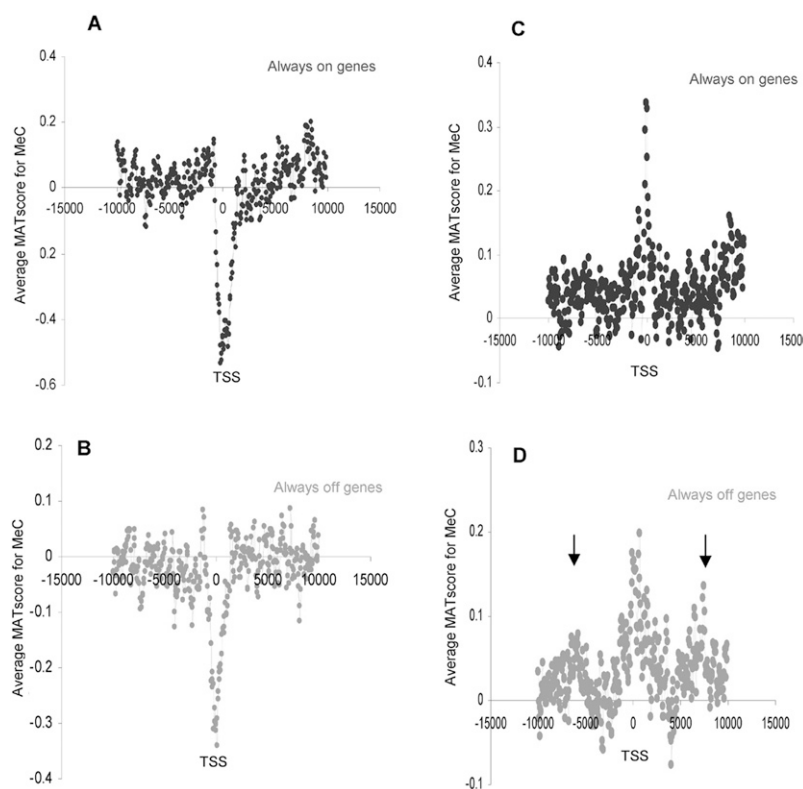 A
Always on genes
Average MATscore for MeC
0.4
0.2
0
0.2
-0.4
-0.6
-15000 -10000 -5000 0 5000 10000 15000
TSS
C
Always on genes
Average MATscore for MeC
0.4
0.3
0.2
0.1
0
-0.1
-15000 -10000 -5000 0 5000 10000 15000
TSS
B
Always off genes
Average MATscore for MeC
0.2
0.1
0
-0.1
-0.2
-0.3
-0.4
-15000 -10000 -5000 0 5000 10000 15000
TSS
D
Always off genes
Average MATscore for MeC
0.3
0.2
0.1
0
-0.1
-15000 -10000 -5000 0 5000 10000 15000
TSS